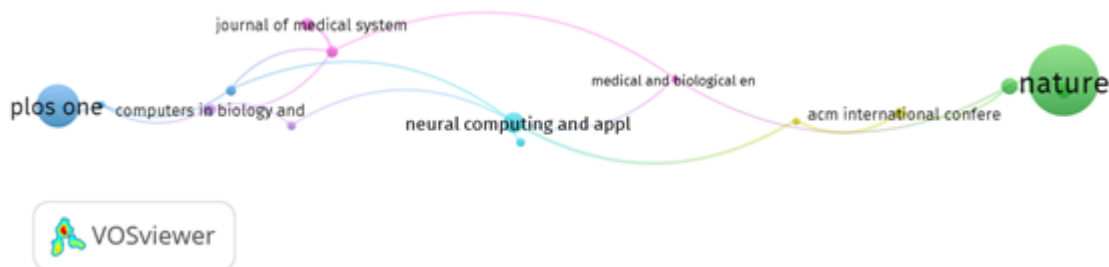 journal of medical system
medical and biological en
nature
plos one
computers in biology and
neural computing and appl
acm international confere
VOSviewer